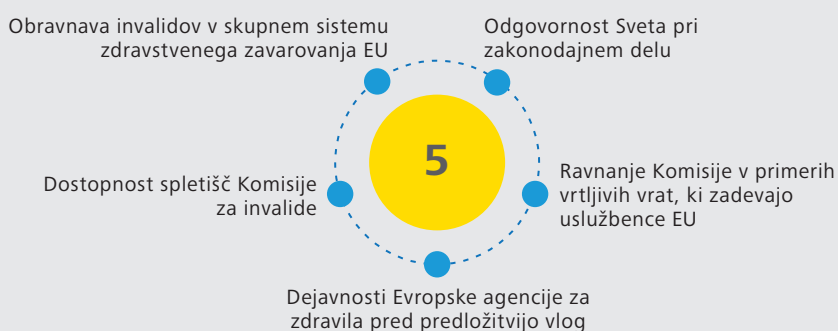 Obravnava invalidov v skupnem sistemu
zdravstvenega zavarovanja EU
Odgovornost Sveta pri
zakonodajnem delu
5
Dostopnost spletišč Komisije
za invalide
Ravnanje Komisije v primerih
vrtljivih vrat, ki zadevajo
uslužbence EU
Dejavnosti Evropske agencije za
zdravila pred predložitvijo vlog